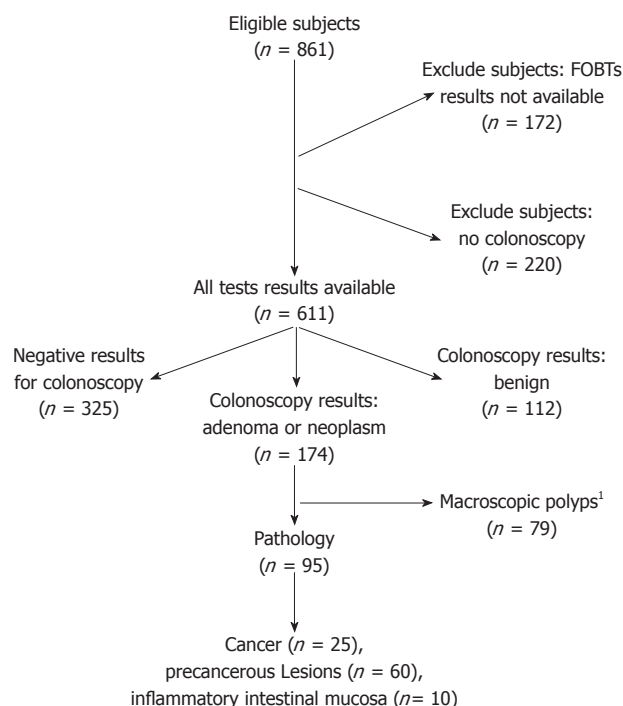 Eligible subjects
(n = 861)
Exclude subjects: FOBTs
results not available
(n = 172)
Exclude subjects:
no colonoscopy
(n = 220)
All tests results available
(n = 611)
Negative results
for colonoscopy
(n = 325)
Colonoscopy results:
adenoma or neoplasm
(n = 174)
Colonoscopy results:
benign
(n = 112)
Macroscopic polyps¹
(n = 79)
Pathology
(n = 95)
Cancer (n = 25),
precancerous Lesions (n = 60),
inflammatory intestinal mucosa (n= 10)